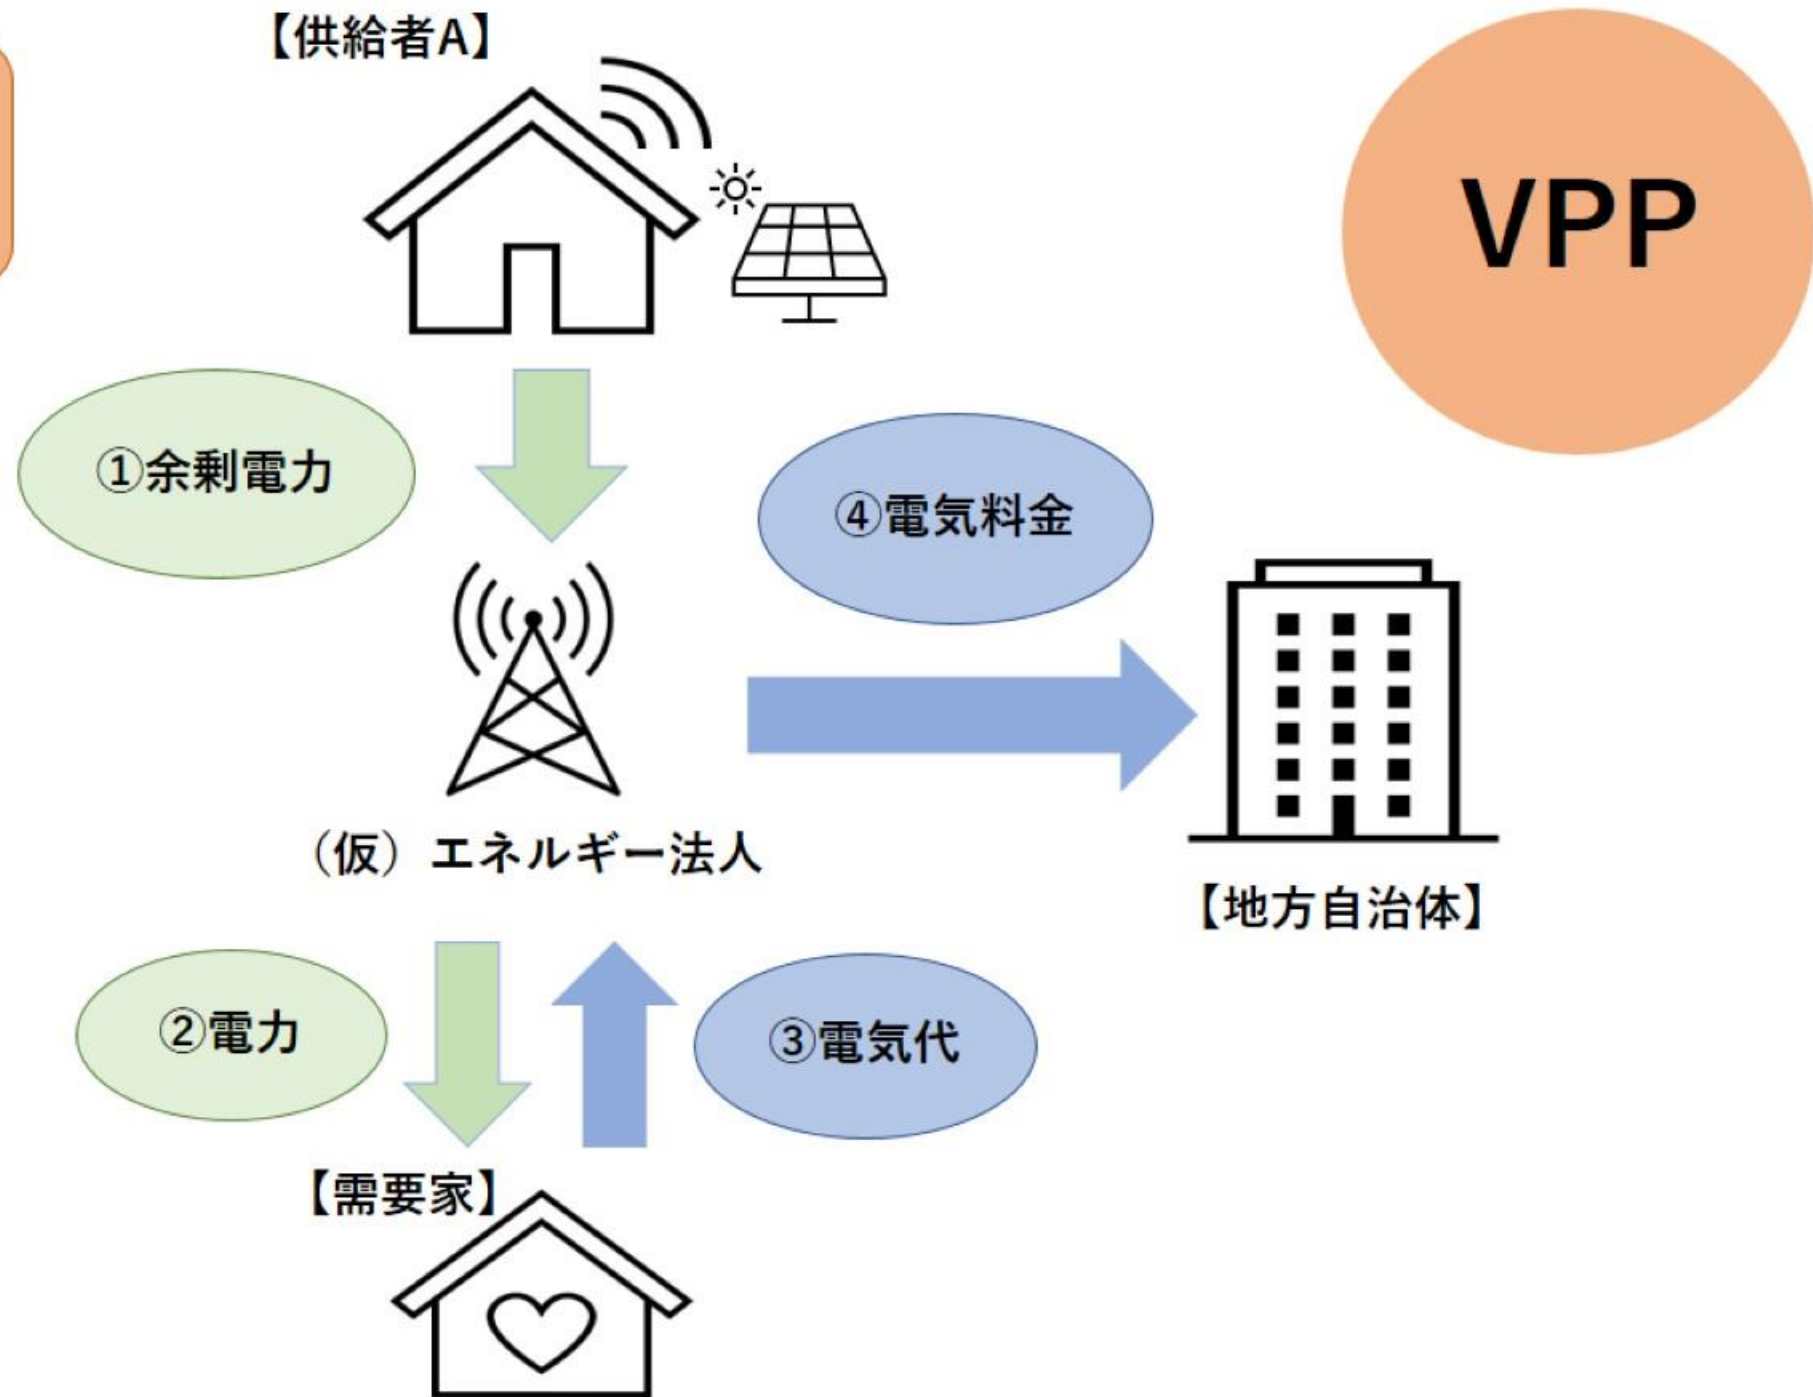 【供給者A】
VPP
①余剰電力
④電気料金
（仮）エネルギー法人
【地方自治体】
②電力
③電気代
【需要家】